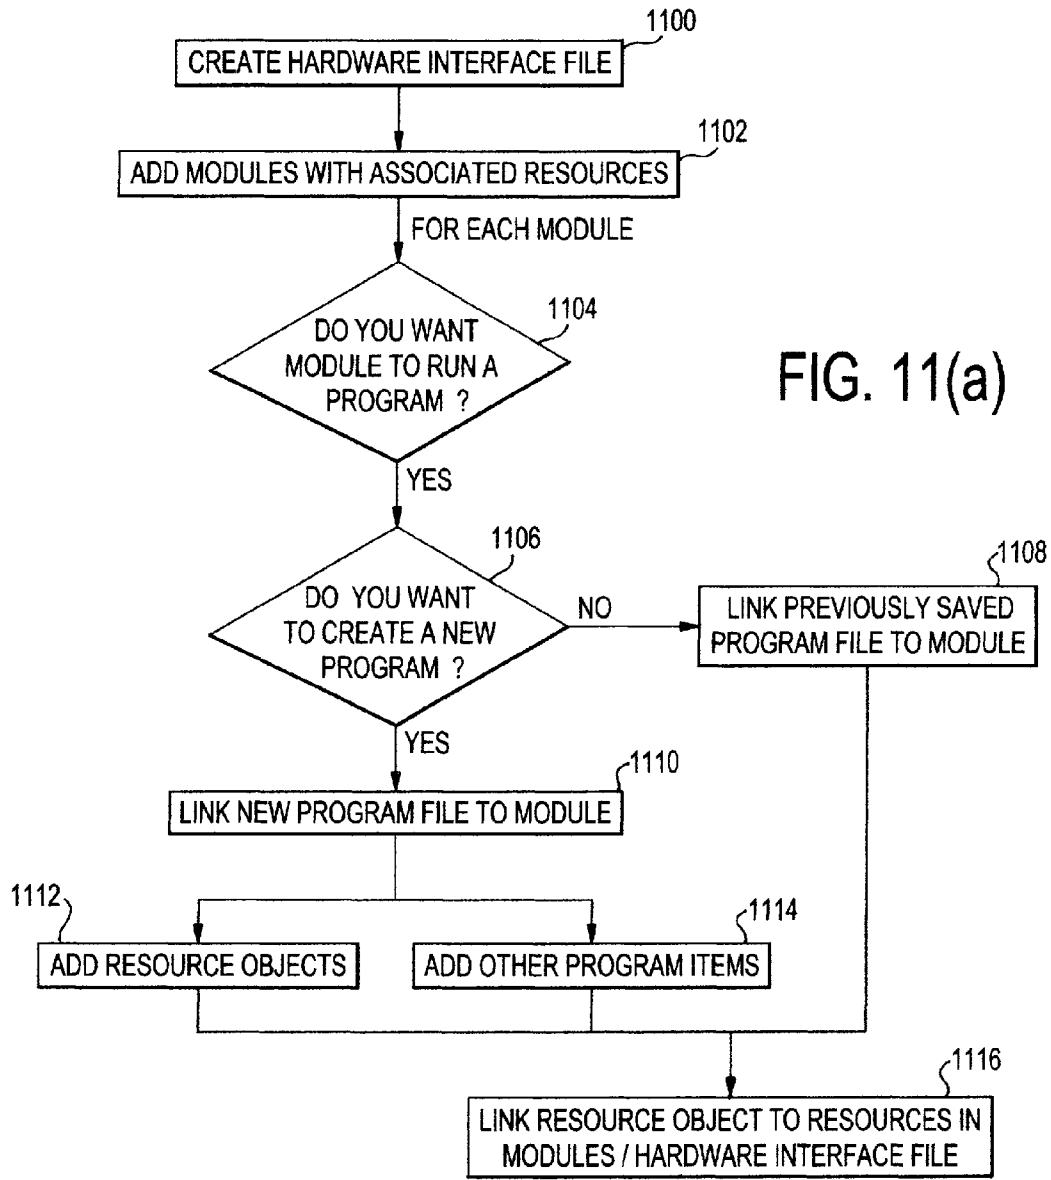 1100
CREATE HARDWARE INTERFACE FILE
1102
ADD MODULES WITH ASSOCIATED RESOURCES
FOR EACH MODULE
1104
DO YOU WANT
MODULE TO RUN A
PROGRAM ?
FIG. 11(a)
YES
1106
DO YOU WANT
TO CREATE A NEW
PROGRAM ?
NO
1108
LINK PREVIOUSLY SAVED
PROGRAM FILE TO MODULE
YES
1110
LINK NEW PROGRAM FILE TO MODULE
1112
ADD RESOURCE OBJECTS
1114
ADD OTHER PROGRAM ITEMS
1116
LINK RESOURCE OBJECT TO RESOURCES IN
MODULES / HARDWARE INTERFACE FILE